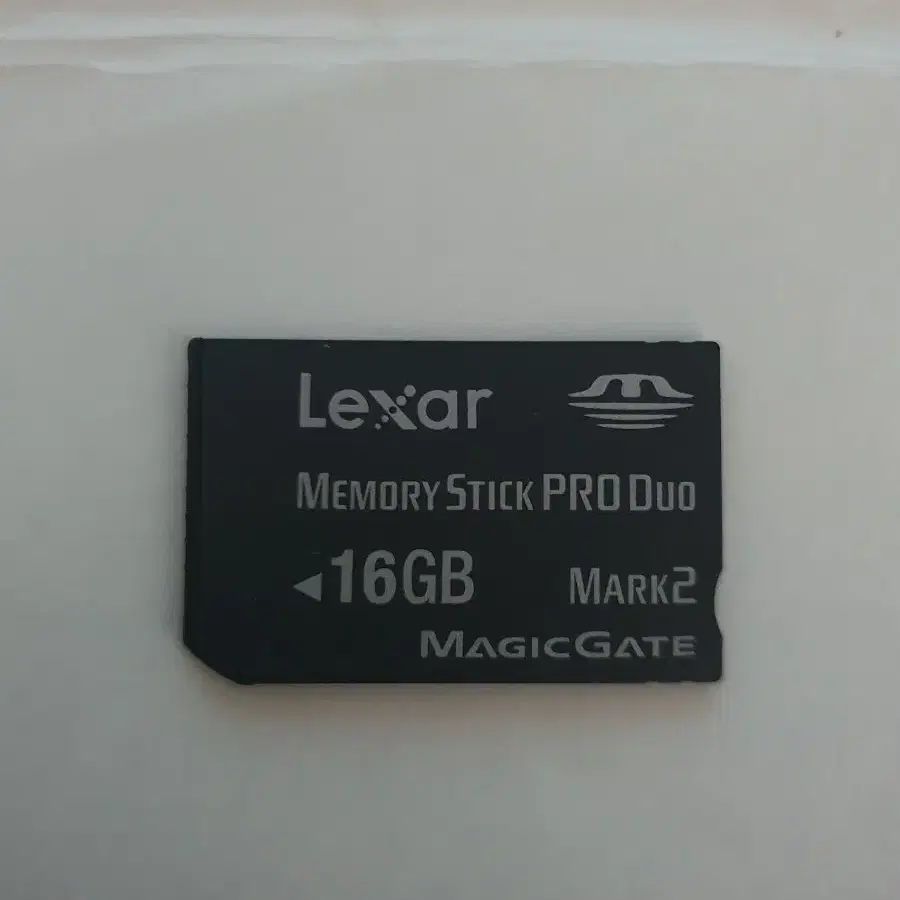 Lexar
MEMORY STICK PRO DUO
16GB MARK2
MAGICGATE